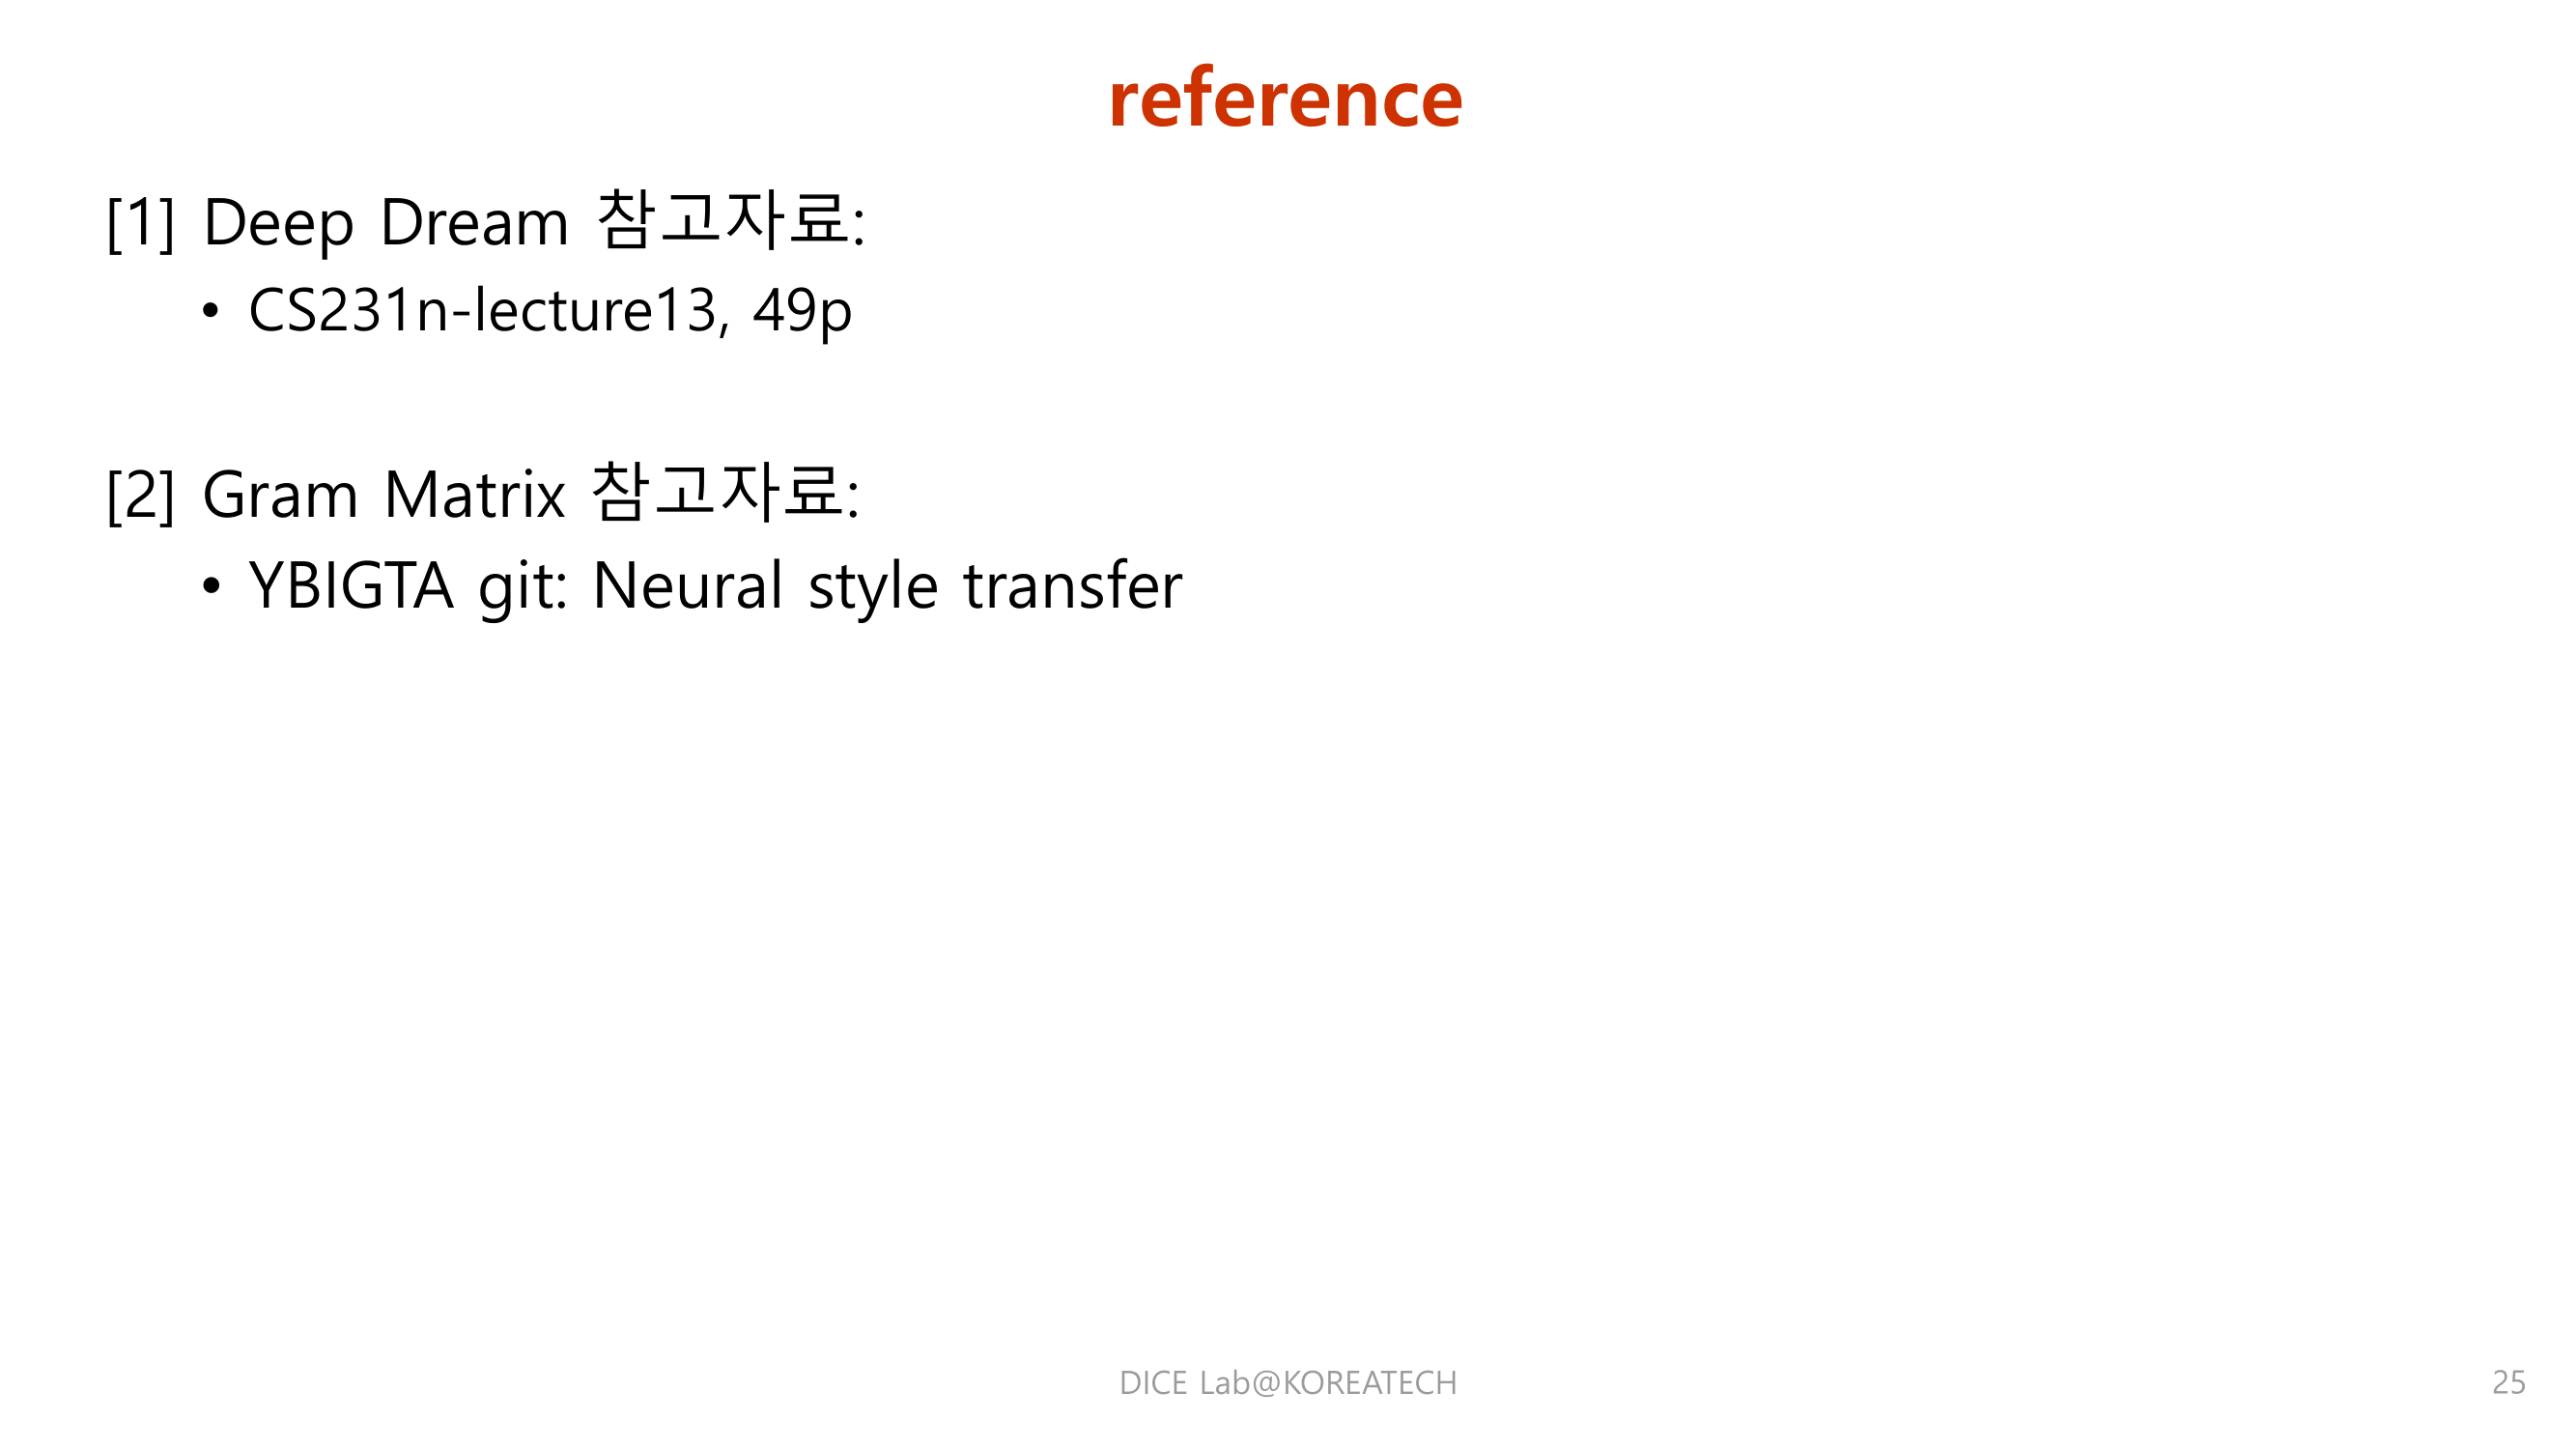 reference
[1] Deep Dream 참고자료:
• CS231n-lecture13, 49p
[2] Gram Matrix 참고자료:
• YBIGTA git: Neural style transfer
DICE Lab@KOREATECH
25